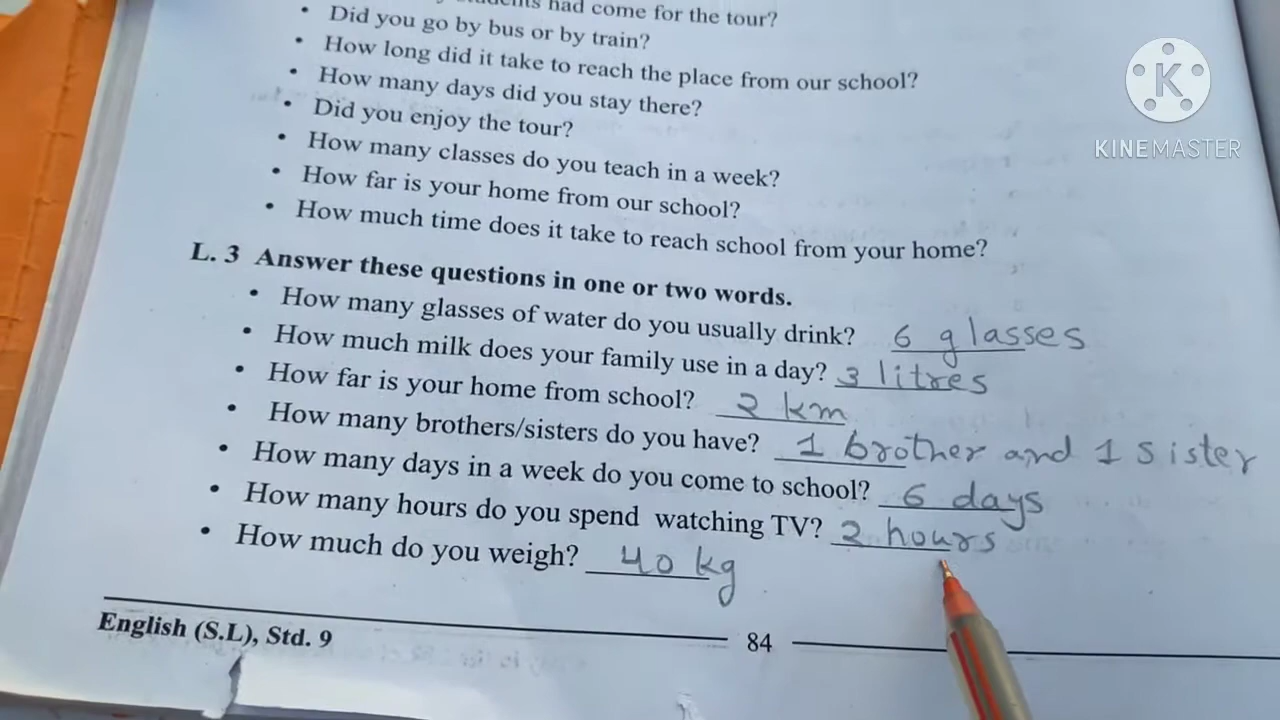 had come for the tour?
• Did you go by bus or by train?
• How long did it take to reach the place from our school?
• How many days did you stay there?
• Did you enjoy the tour?
• How many classes do you teach in a week?
• How far is your home from our school?
• How much time does it take to reach school from your home?
L. 3 Answer these questions in one or two words.
• How many glasses of water do you usually drink? 6 glasses
• How much milk does your family use in a day? 3 litres
• How far is your home from school? 2 km
• How many brothers/sisters do you have? 1 brother and 1 sister
• How many days in a week do you come to school? 6 days
• How many hours do you spend watching TV? 2 hours
• How much do you weigh? 40 kg
English (S.L), Std. 9
84
K
KINEMASTER